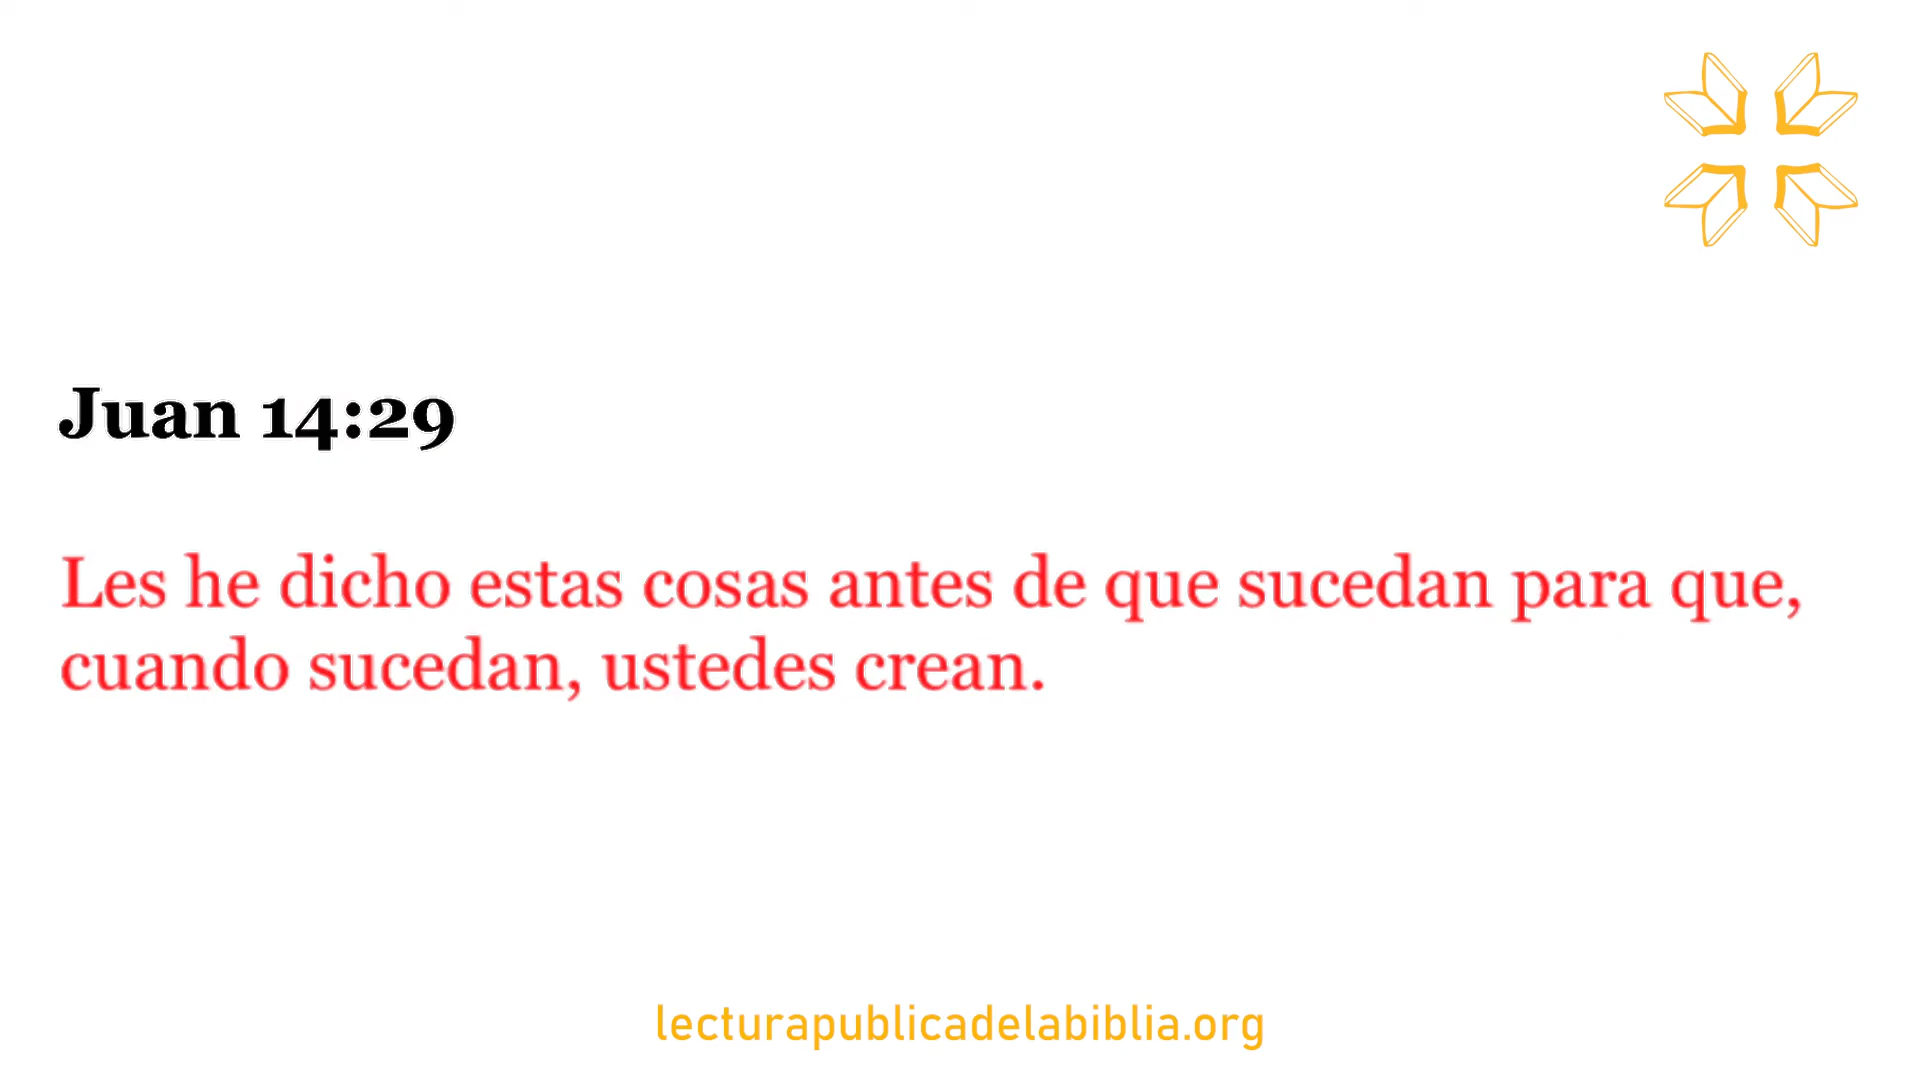 Juan 14:29
Les he dicho estas cosas antes de que sucedan para que,
cuando sucedan, ustedes crean.
lecturapublicadelabiblia.org